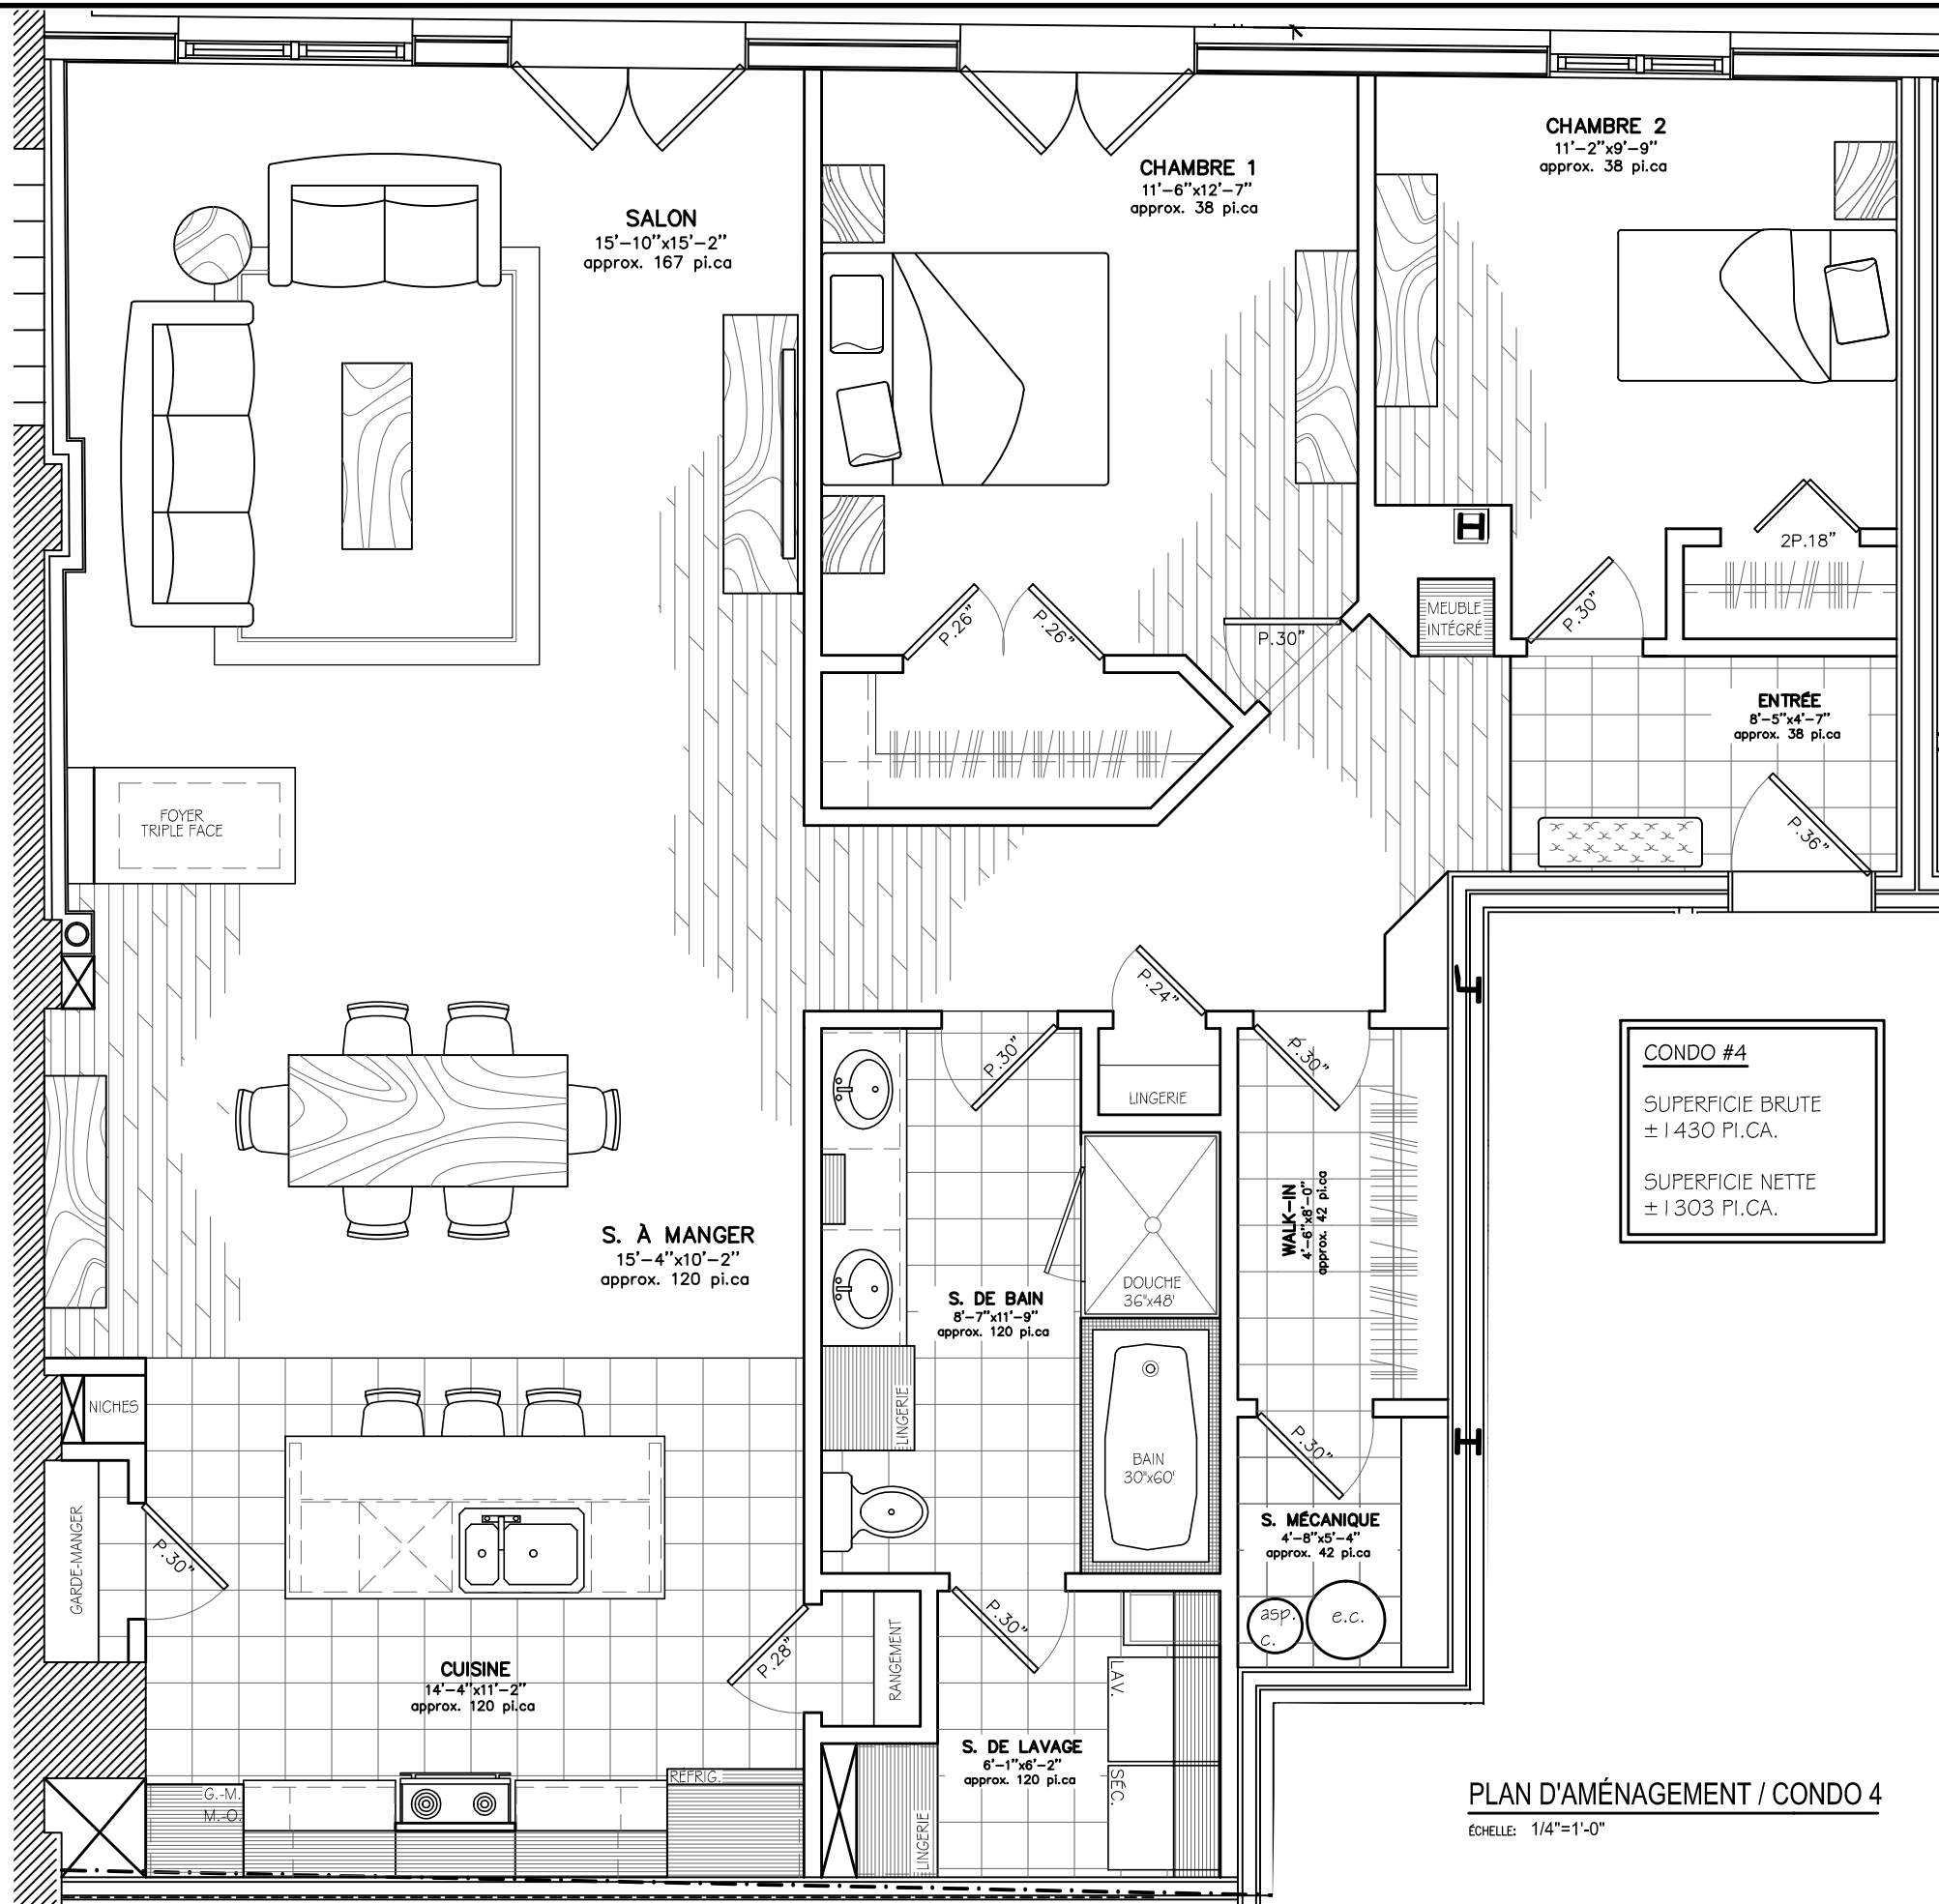 CHAMBRE 2
11'-2"x9'-9"
approx. 38 pi.ca
CHAMBRE 1
11'-6"x12'-7"
approx. 38 pi.ca
SALON
15'-10"x15'-2"
approx. 167 pi.ca
2P.18"
P.26"
P.26"
P.30"
MEUBLE
INTÉGRÉ
P.30"
ENTRÉE
8'-5"x4'-7"
approx. 38 pi.ca
P.36"
FOYER
TRIPLE FACE
P.24"
P.30"
P.30"
LINGERIE
CONDO #4
SUPERFICIE BRUTE
±1430 PI.CA.
SUPERFICIE NETTE
±1303 PI.CA.
WALK-IN
4'-6"x8'-0"
approx. 42 pi.ca
S. À MANGER
15'-4"x10'-2"
approx. 120 pi.ca
S. DE BAIN
8'-7"x11'-9"
approx. 120 pi.ca
DOUCHE
36"x48'
NICHES
LINGERIE
BAIN
30"x60'
P.30"
GARDE-MANGER
P.30"
S. MÉCANIQUE
4'-8"x5'-4"
approx. 42 pi.ca
asp.
c.
e.c.
P.30"
P.28"
RANGEMENT
CUISINE
14'-4"x11'-2"
approx. 120 pi.ca
LAV.
S. DE LAVAGE
6'-1"x6'-2"
approx. 120 pi.ca
SÉC.
RÉFRIG.
G.-M.
M.-O.
LINGERIE
PLAN D'AMÉNAGEMENT / CONDO 4
ÉCHELLE: 1/4"=1'-0"